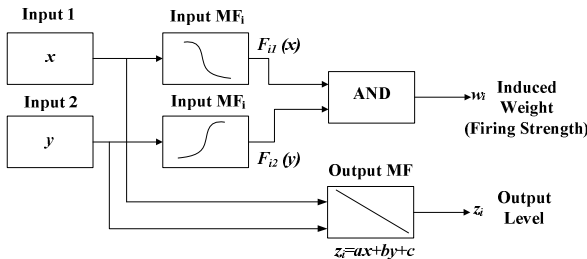 Input 1
x
Input MFi
Fi1 (x)
Input 2
y
Input MFi
Fi2 (y)
AND
wi
Induced
Weight
(Firing Strength)
Output MF
zi=ax+by+c
zi
Output
Level